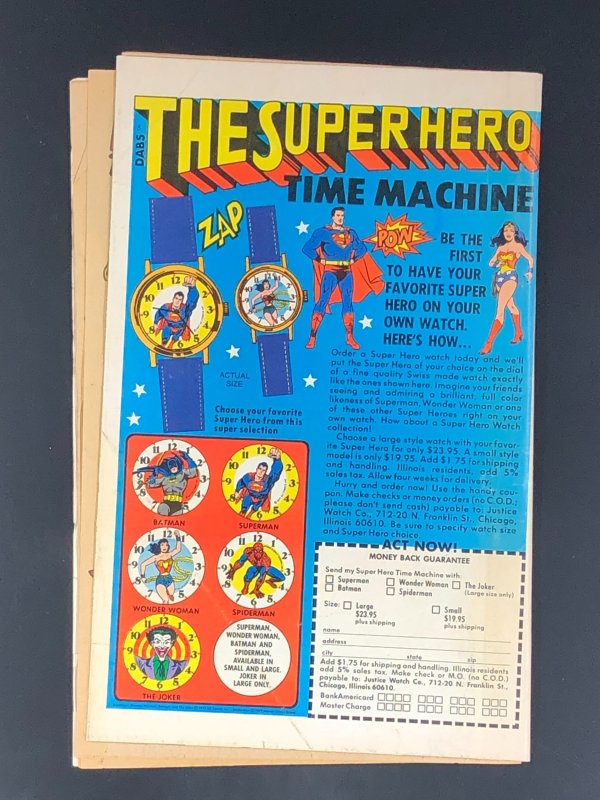 DABS
THE SUPER HERO
TIME MACHINE
ZAP
POW
BE THE
FIRST
TO HAVE YOUR
FAVORITE SUPER
HERO ON YOUR
OWN WATCH.
HERE'S HOW...
ACTUAL
SIZE
Choose your favorite
Super Hero from this
super selection
Order a Super Hero watch today and we'll
put the Super Hero of your choice on the dial
of a fine quality Swiss made watch exactly
like the ones shown here. Imagine your friends
seeing and admiring a brilliant, full color
likeness of Superman, Wonder Woman or one
of these other Super Heroes right on your
own watch. How about a Super Hero Watch
collection!
Choose a large style watch with your favor-
ite Super Hero for only $23.95. A small style
model is only $19.95. Add $1.75 for shipping
and handling. Illinois residents, add 5%
sales tax. Allow four weeks for delivery.
Hurry and order now! Use the handy cou-
pon. Make checks or money orders (no C.O.D.;
please don't send cash) payable to: Justice
Watch Co., 712-20 N. Franklin St., Chicago,
Illinois 60610. Be sure to specify watch size
and Super Hero choice.
BATMAN
SUPERMAN
WONDER WOMAN
SPIDERMAN
THE JOKER
SUPERMAN,
WONDER WOMAN,
BATMAN AND
SPIDERMAN,
AVAILABLE IN
SMALL AND LARGE.
JOKER IN
LARGE ONLY.
ACT NOW!
MONEY BACK GUARANTEE
Send my Super Hero Time Machine with:
Superman Wonder Woman The Joker
Batman Spiderman (Large size only)
Size: Large Small
$23.95 $19.95
plus shipping plus shipping
name
address
city state zip
Add $1.75 for shipping and handling. Illinois residents
add 5% sales tax. Make check or M.O. (no C.O.D.)
payable to: Justice Watch Co., 712-20 N. Franklin St.,
Chicago, Illinois 60610.
BankAmericard
Master Charge